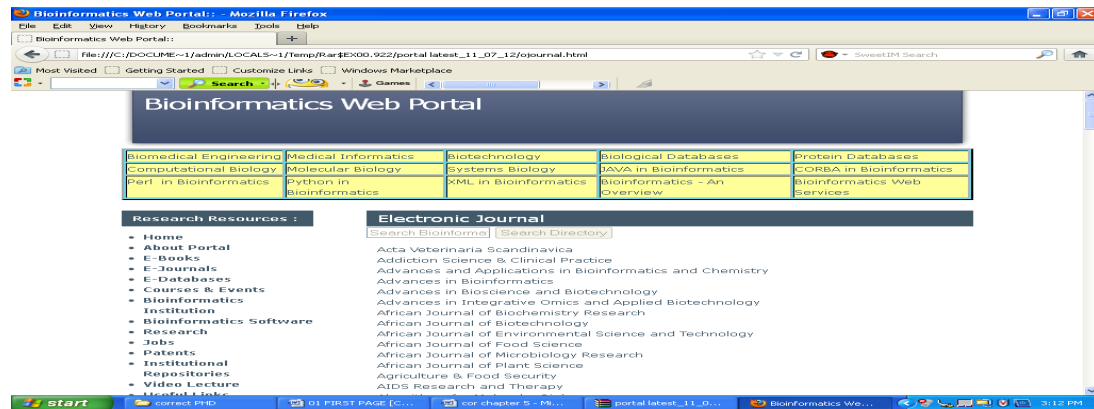 Bioinformatics Web Portal:: - Mozilla Firefox
File Edit View History Bookmarks Tools Help
Bioinformatics Web Portal::
file:///C:/DOCUME~1/admin/LOCALS~1/Temp/Rar$EX00.922/portal latest_11_07_12/ojournal.html
SweetIM Search
Most Visited Getting Started Customize Links Windows Marketplace
Search Games
Bioinformatics Web Portal
Biomedical Engineering Medical Informatics Biotechnology Biological Databases Protein Databases
Computational Biology Molecular Biology Systems Biology JAVA in Bioinformatics CORBA in Bioinformatics
Perl in Bioinformatics Python in Bioinformatics XML in Bioinformatics Bioinformatics - An Overview Bioinformatics Web Services
Research Resources :
Home
About Portal
E-Books
E-Journals
E-Databases
Courses & Events
Bioinformatics
Institution
Bioinformatics Software
Research
Jobs
Patents
Institutional
Repositories
Video Lecture
Useful Links
Electronic Journal
Search Bioinforma Search Directory
Acta Veterinaria Scandinavica
Addiction Science & Clinical Practice
Advances and Applications in Bioinformatics and Chemistry
Advances in Bioinformatics
Advances in Bioscience and Biotechnology
Advances in Integrative Omics and Applied Biotechnology
African Journal of Biochemistry Research
African Journal of Biotechnology
African Journal of Environmental Science and Technology
African Journal of Food Science
African Journal of Microbiology Research
African Journal of Plant Science
Agriculture & Food Security
AIDS Research and Therapy
start correct PHD 01 FIRST PAGE [C... cor chapter 5 - Mi... portal latest_11_0... Bioinformatics We... 3:12 PM